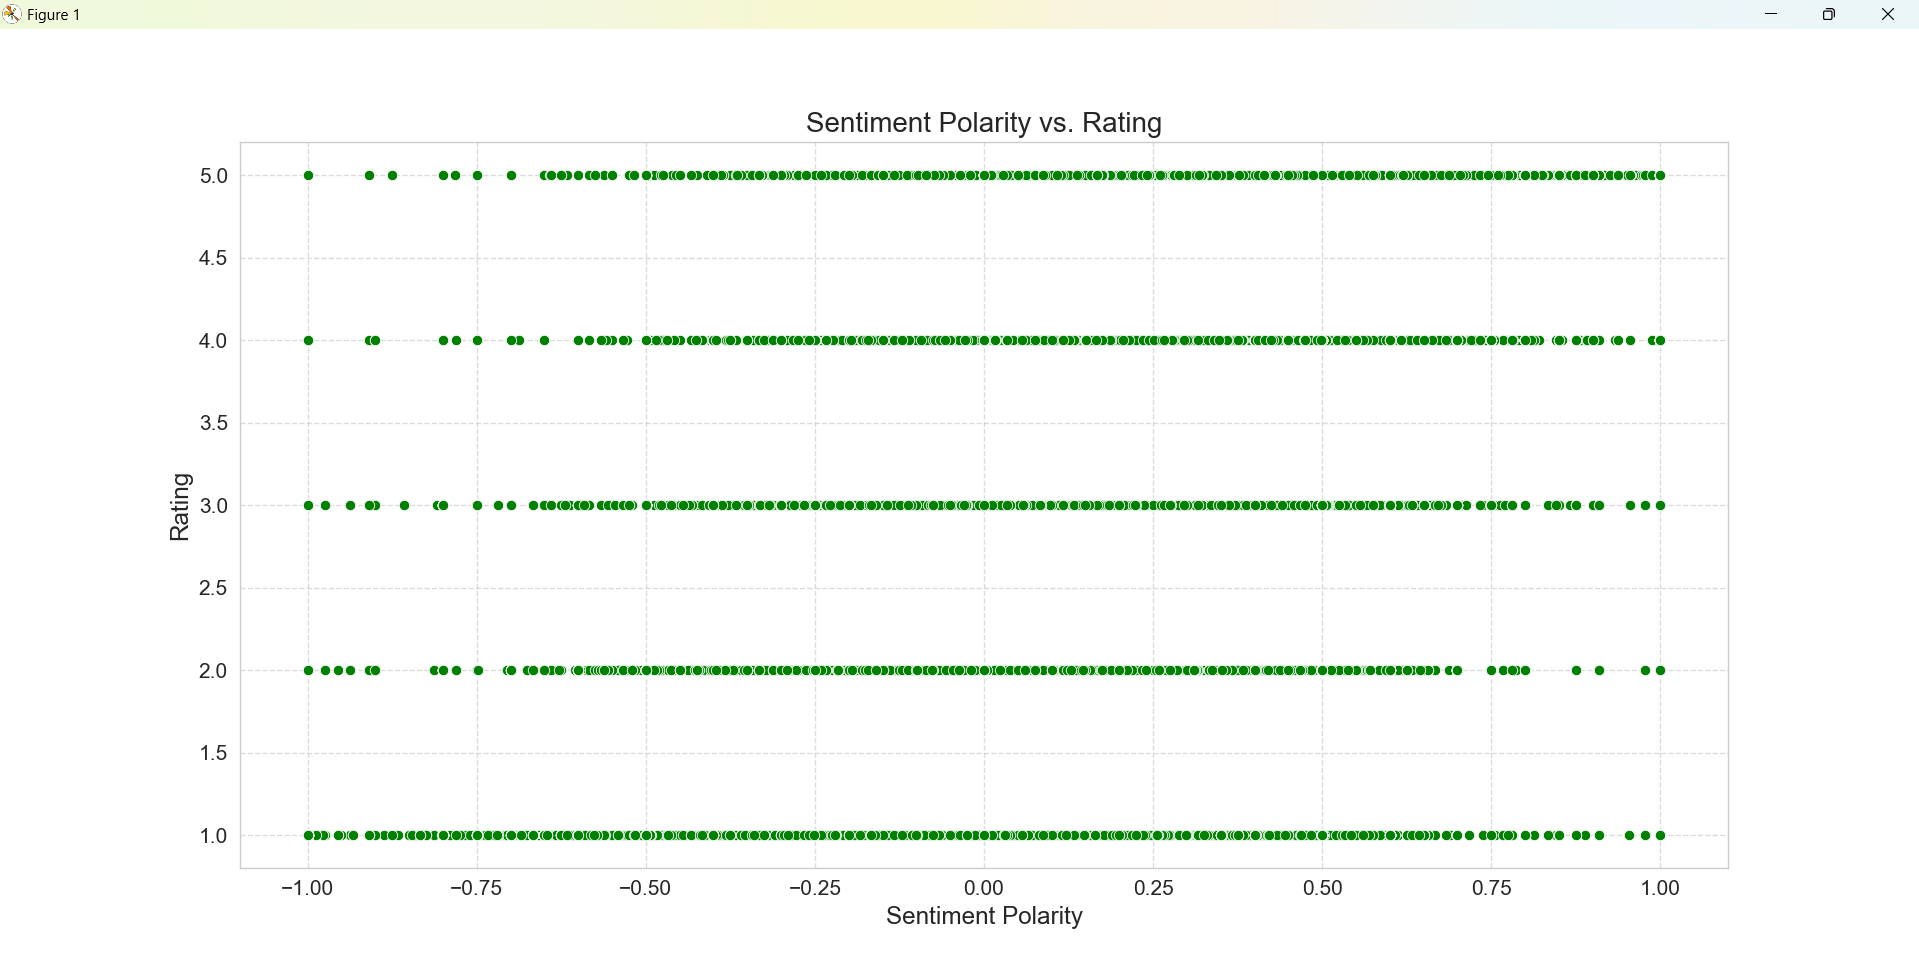 Figure 1
Sentiment Polarity vs. Rating
5.0
4.5
4.0
3.5
3.0
2.5
2.0
1.5
1.0
Rating
−1.00 −0.75 −0.50 −0.25 0.00 0.25 0.50 0.75 1.00
Sentiment Polarity